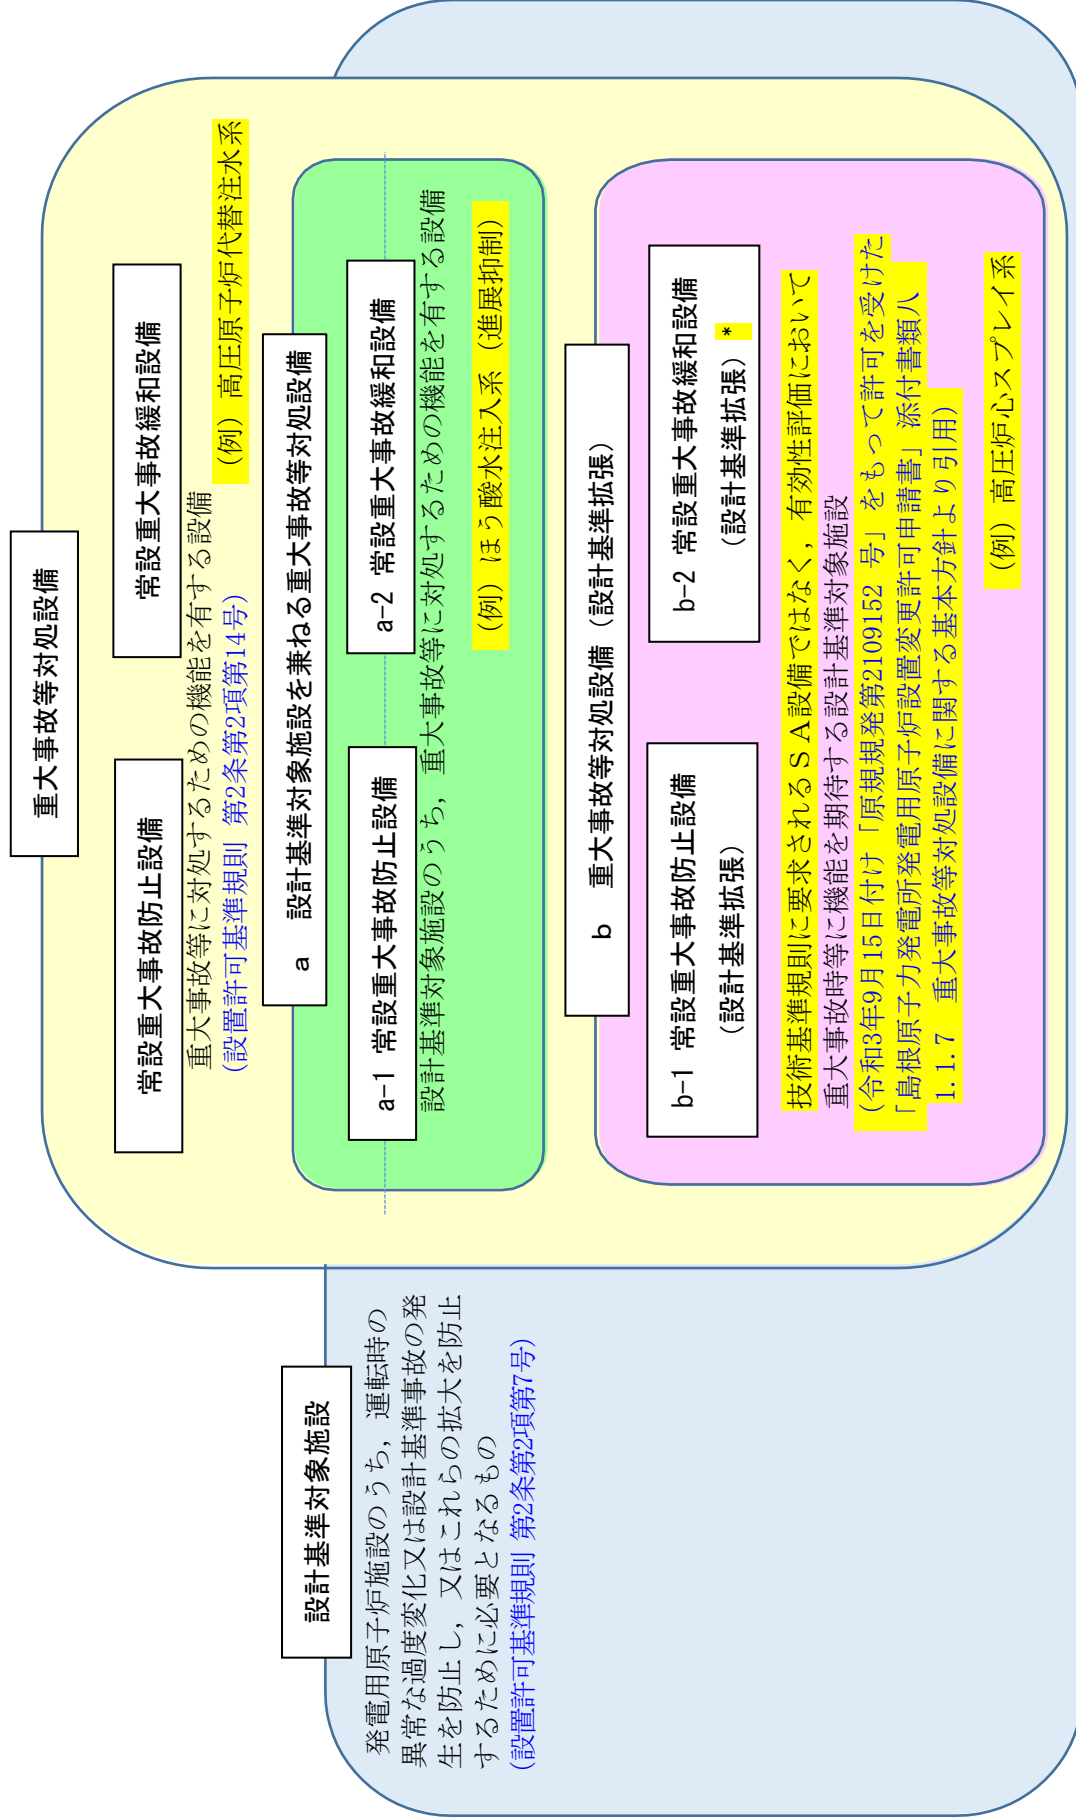 重大事故等対処設備
常設重大事故防止設備
常設重大事故緩和設備
重大事故等に対処するための機能を有する設備
(設置許可基準規則 第2条第2項第14号)
(例) 高圧原子炉代替注水系
a 設計基準対象施設を兼ねる重大事故等対処設備
a-1 常設重大事故防止設備
a-2 常設重大事故緩和設備
設計基準対象施設のうち，重大事故等に対処するための機能を有する設備
(例) ほう酸水注入系（進展抑制）
b 重大事故等対処設備（設計基準拡張）
b-1 常設重大事故防止設備
（設計基準拡張）
b-2 常設重大事故緩和設備
（設計基準拡張）*
技術基準規則に要求されるＳＡ設備ではなく，有効性評価において
重大事故時等に機能を期待する設計基準対象施設
(令和3年9月15日付け「原規規発第2109152 号」をもって許可を受けた
「島根原子力発電所発電用原子炉設置変更許可申請書」添付書類八
1.1.7 重大事故等対処設備に関する基本方針より引用)
(例) 高圧炉心スプレイ系
設計基準対象施設
発電用原子炉施設のうち，運転時の
異常な過度変化又は設計基準事故の発
生を防止し，又はこれらの拡大を防止
するために必要となるもの
(設置許可基準規則 第2条第2項第7号)